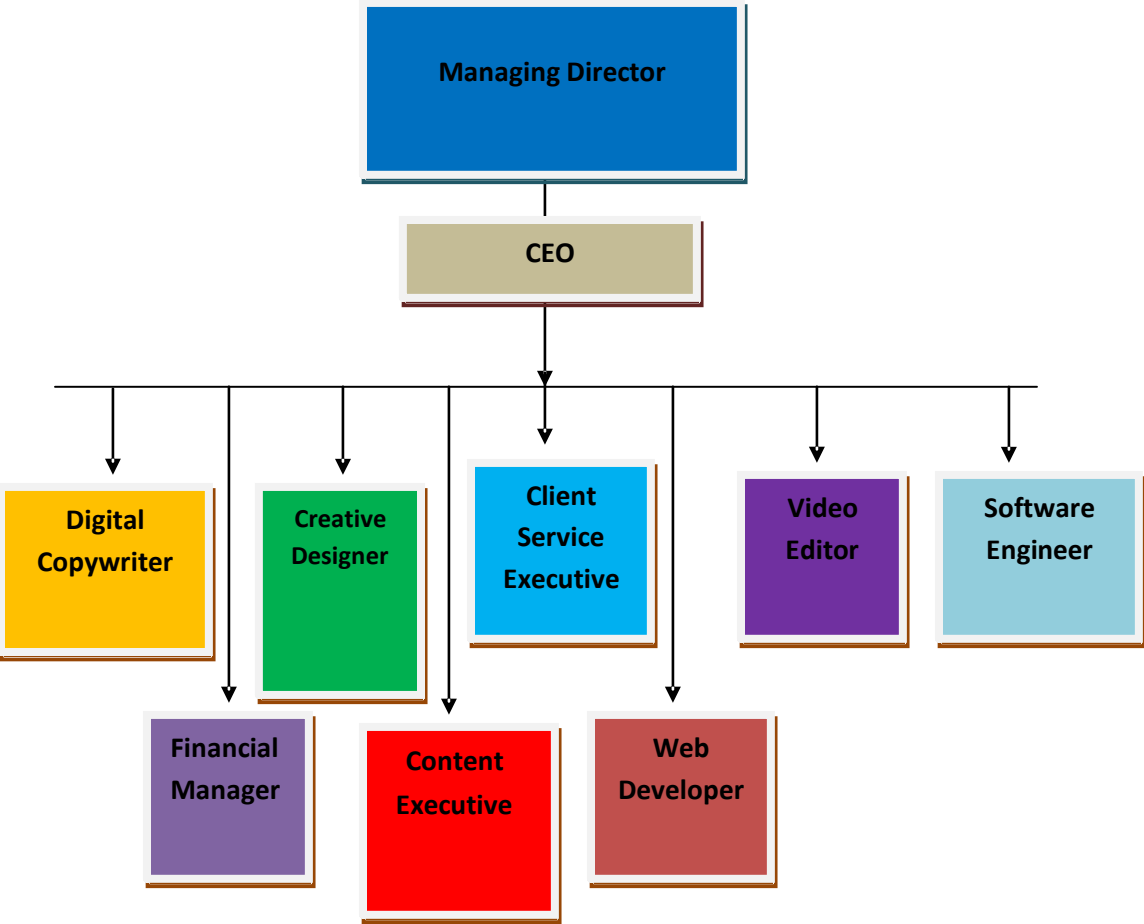 Managing Director
CEO
Digital
Copywriter
Creative
Designer
Client
Service
Executive
Video
Editor
Software
Engineer
Financial
Manager
Content
Executive
Web
Developer